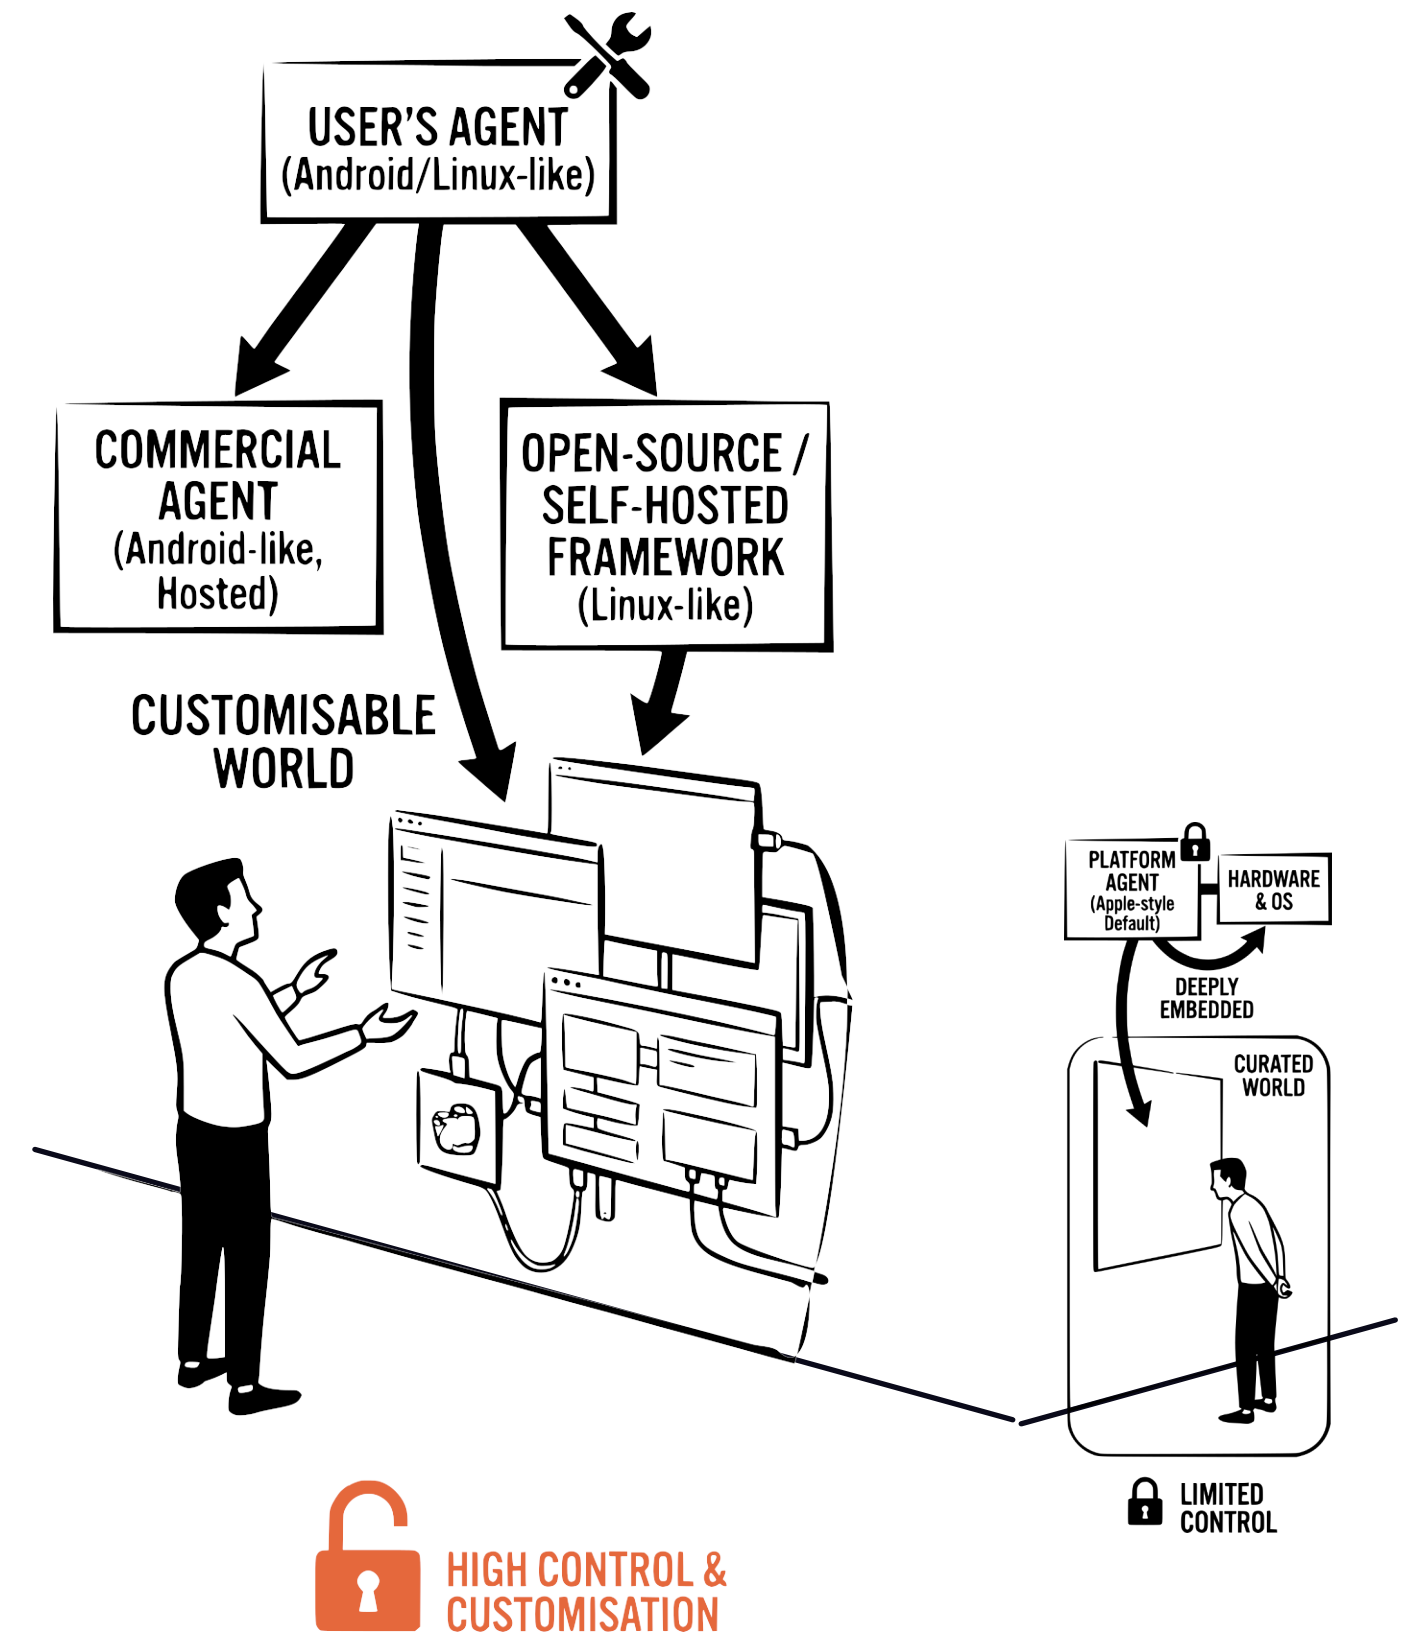 USER'S AGENT
(Android/Linux-like)
COMMERCIAL
AGENT
(Android-like,
Hosted)
OPEN-SOURCE /
SELF-HOSTED
FRAMEWORK
(Linux-like)
CUSTOMISABLE
WORLD
PLATFORM
AGENT
(Apple-style
Default)
HARDWARE
& OS
DEEPLY
EMBEDDED
CURATED
WORLD
LIMITED
CONTROL
HIGH CONTROL &
CUSTOMISATION